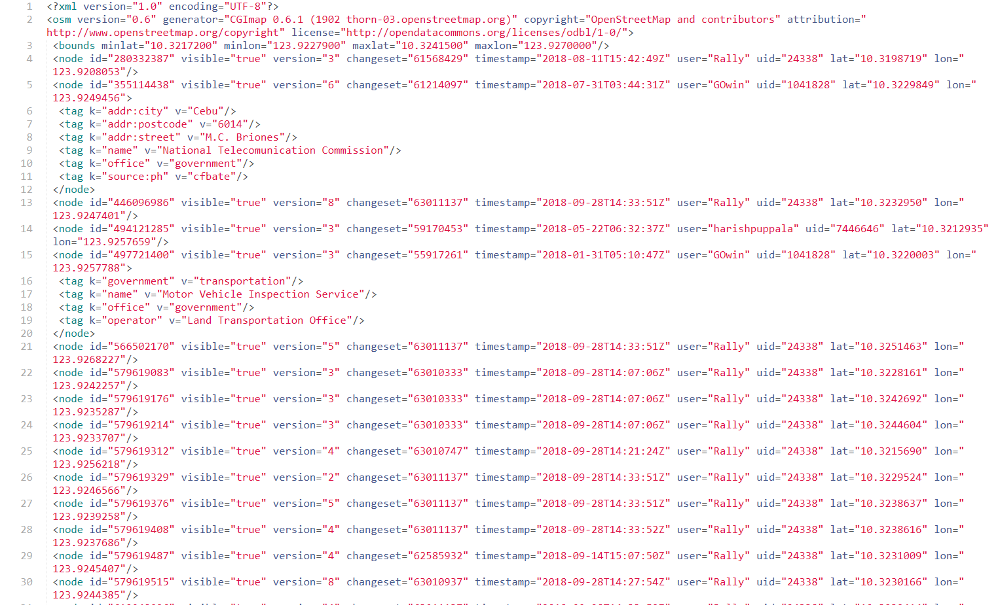 1 <?xml version="1.0" encoding="UTF-8"?>
2 <osm version="0.6" generator="CGImap 0.6.1 (1902 thorn-03.openstreetmap.org)" copyright="OpenStreetMap and contributors" attribution="
http://www.openstreetmap.org/copyright" license="http://opendatacommons.org/licenses/odbl/1-0/">
3 <bounds minlat="10.3217200" minlon="123.9227900" maxlat="10.3241500" maxlon="123.9270000"/>
4 <node id="280332387" visible="true" version="3" changeset="61568429" timestamp="2018-08-11T15:42:49Z" user="Rally" uid="24338" lat="10.3198719" lon="
123.9208053"/>
5 <node id="355114438" visible="true" version="6" changeset="61214097" timestamp="2018-07-31T03:44:31Z" user="GOwin" uid="1041828" lat="10.3229849" lon="
123.9249456">
6 <tag k="addr:city" v="Cebu"/>
7 <tag k="addr:postcode" v="6014"/>
8 <tag k="addr:street" v="M.C. Briones"/>
9 <tag k="name" v="National Telecomunication Commission"/>
10 <tag k="office" v="government"/>
11 <tag k="source:ph" v="cfbate"/>
12 </node>
13 <node id="446096986" visible="true" version="8" changeset="63011137" timestamp="2018-09-28T14:33:51Z" user="Rally" uid="24338" lat="10.3232950" lon="
123.9247401"/>
14 <node id="494121285" visible="true" version="3" changeset="59170453" timestamp="2018-05-22T06:32:37Z" user="harishpuppala" uid="7446646" lat="10.3212935"
lon="123.9257659"/>
15 <node id="497721400" visible="true" version="3" changeset="55917261" timestamp="2018-01-31T05:10:47Z" user="GOwin" uid="1041828" lat="10.3220003" lon="
123.9257788">
16 <tag k="government" v="transportation"/>
17 <tag k="name" v="Motor Vehicle Inspection Service"/>
18 <tag k="office" v="government"/>
19 <tag k="operator" v="Land Transportation Office"/>
20 </node>
21 <node id="566502170" visible="true" version="5" changeset="63011137" timestamp="2018-09-28T14:33:51Z" user="Rally" uid="24338" lat="10.3251463" lon="
123.9268227"/>
22 <node id="579619083" visible="true" version="3" changeset="63010333" timestamp="2018-09-28T14:07:06Z" user="Rally" uid="24338" lat="10.3228161" lon="
123.9242257"/>
23 <node id="579619176" visible="true" version="3" changeset="63010333" timestamp="2018-09-28T14:07:06Z" user="Rally" uid="24338" lat="10.3242692" lon="
123.9235287"/>
24 <node id="579619214" visible="true" version="3" changeset="63010333" timestamp="2018-09-28T14:07:06Z" user="Rally" uid="24338" lat="10.3244604" lon="
123.9233707"/>
25 <node id="579619312" visible="true" version="4" changeset="63010747" timestamp="2018-09-28T14:21:24Z" user="Rally" uid="24338" lat="10.3215690" lon="
123.9256218"/>
26 <node id="579619329" visible="true" version="2" changeset="63011137" timestamp="2018-09-28T14:33:51Z" user="Rally" uid="24338" lat="10.3229524" lon="
123.9246566"/>
27 <node id="579619376" visible="true" version="5" changeset="63011137" timestamp="2018-09-28T14:33:51Z" user="Rally" uid="24338" lat="10.3238637" lon="
123.9239258"/>
28 <node id="579619408" visible="true" version="4" changeset="63011137" timestamp="2018-09-28T14:33:52Z" user="Rally" uid="24338" lat="10.3238616" lon="
123.9237686"/>
29 <node id="579619487" visible="true" version="4" changeset="62585932" timestamp="2018-09-14T15:07:50Z" user="Rally" uid="24338" lat="10.3231009" lon="
123.9245407"/>
30 <node id="579619515" visible="true" version="8" changeset="63010937" timestamp="2018-09-28T14:27:54Z" user="Rally" uid="24338" lat="10.3230166" lon="
123.9244385"/>